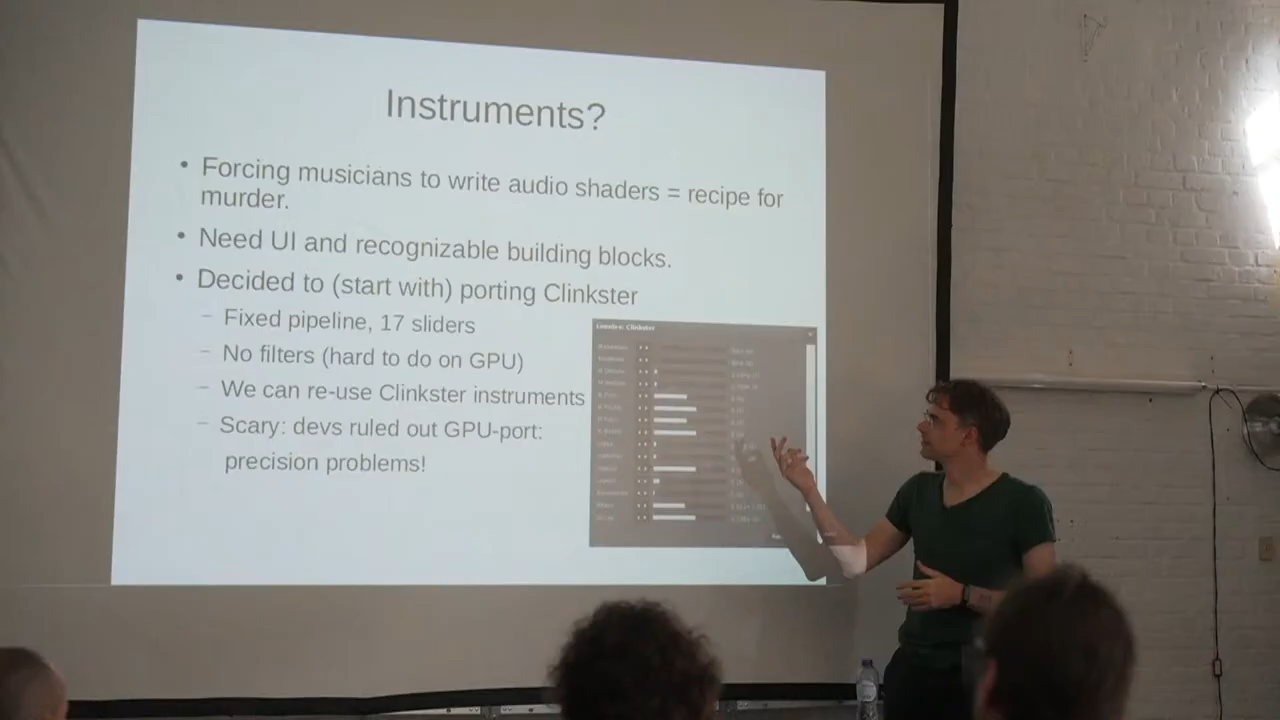 Instruments?
• Forcing musicians to write audio shaders = recipe for
murder.
• Need UI and recognizable building blocks.
• Decided to (start with) porting Clinkster
– Fixed pipeline, 17 sliders
– No filters (hard to do on GPU)
– We can re-use Clinkster instruments
– Scary: devs ruled out GPU-port:
precision problems!
Clinkster